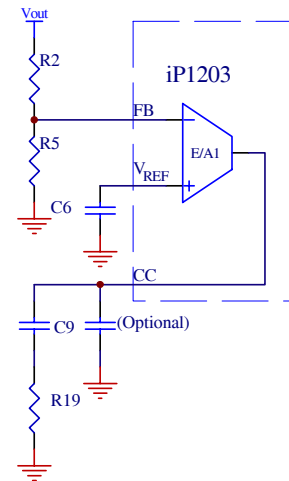 Vout
R2
iP1203
FB
R5
E/A1
VREF
C6
CC
C9
(Optional)
R19